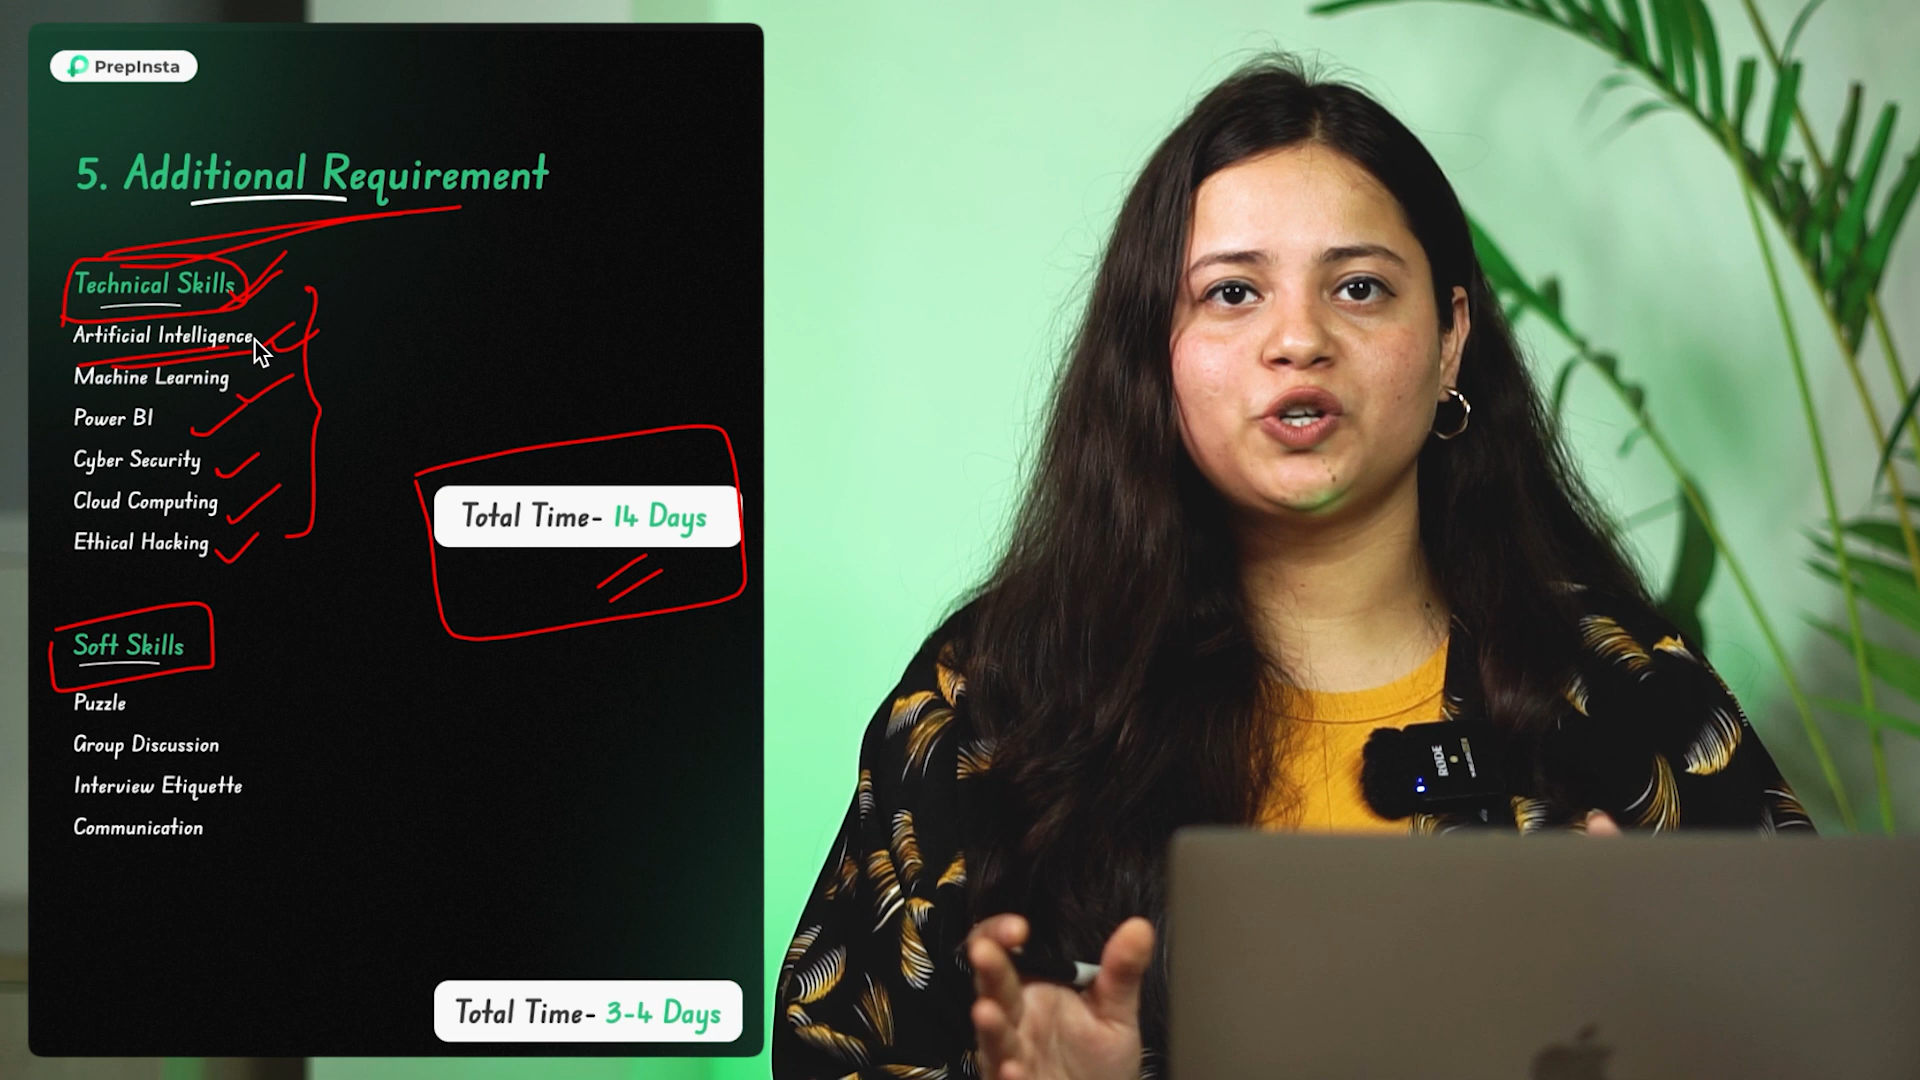 PrepInsta
5. Additional Requirement
Technical Skills
Artificial Intelligence
Machine Learning
Power BI
Cyber Security
Cloud Computing
Ethical Hacking
Total Time- 14 Days
Soft Skills
Puzzle
Group Discussion
Interview Etiquette
Communication
Total Time- 3-4 Days
RODE